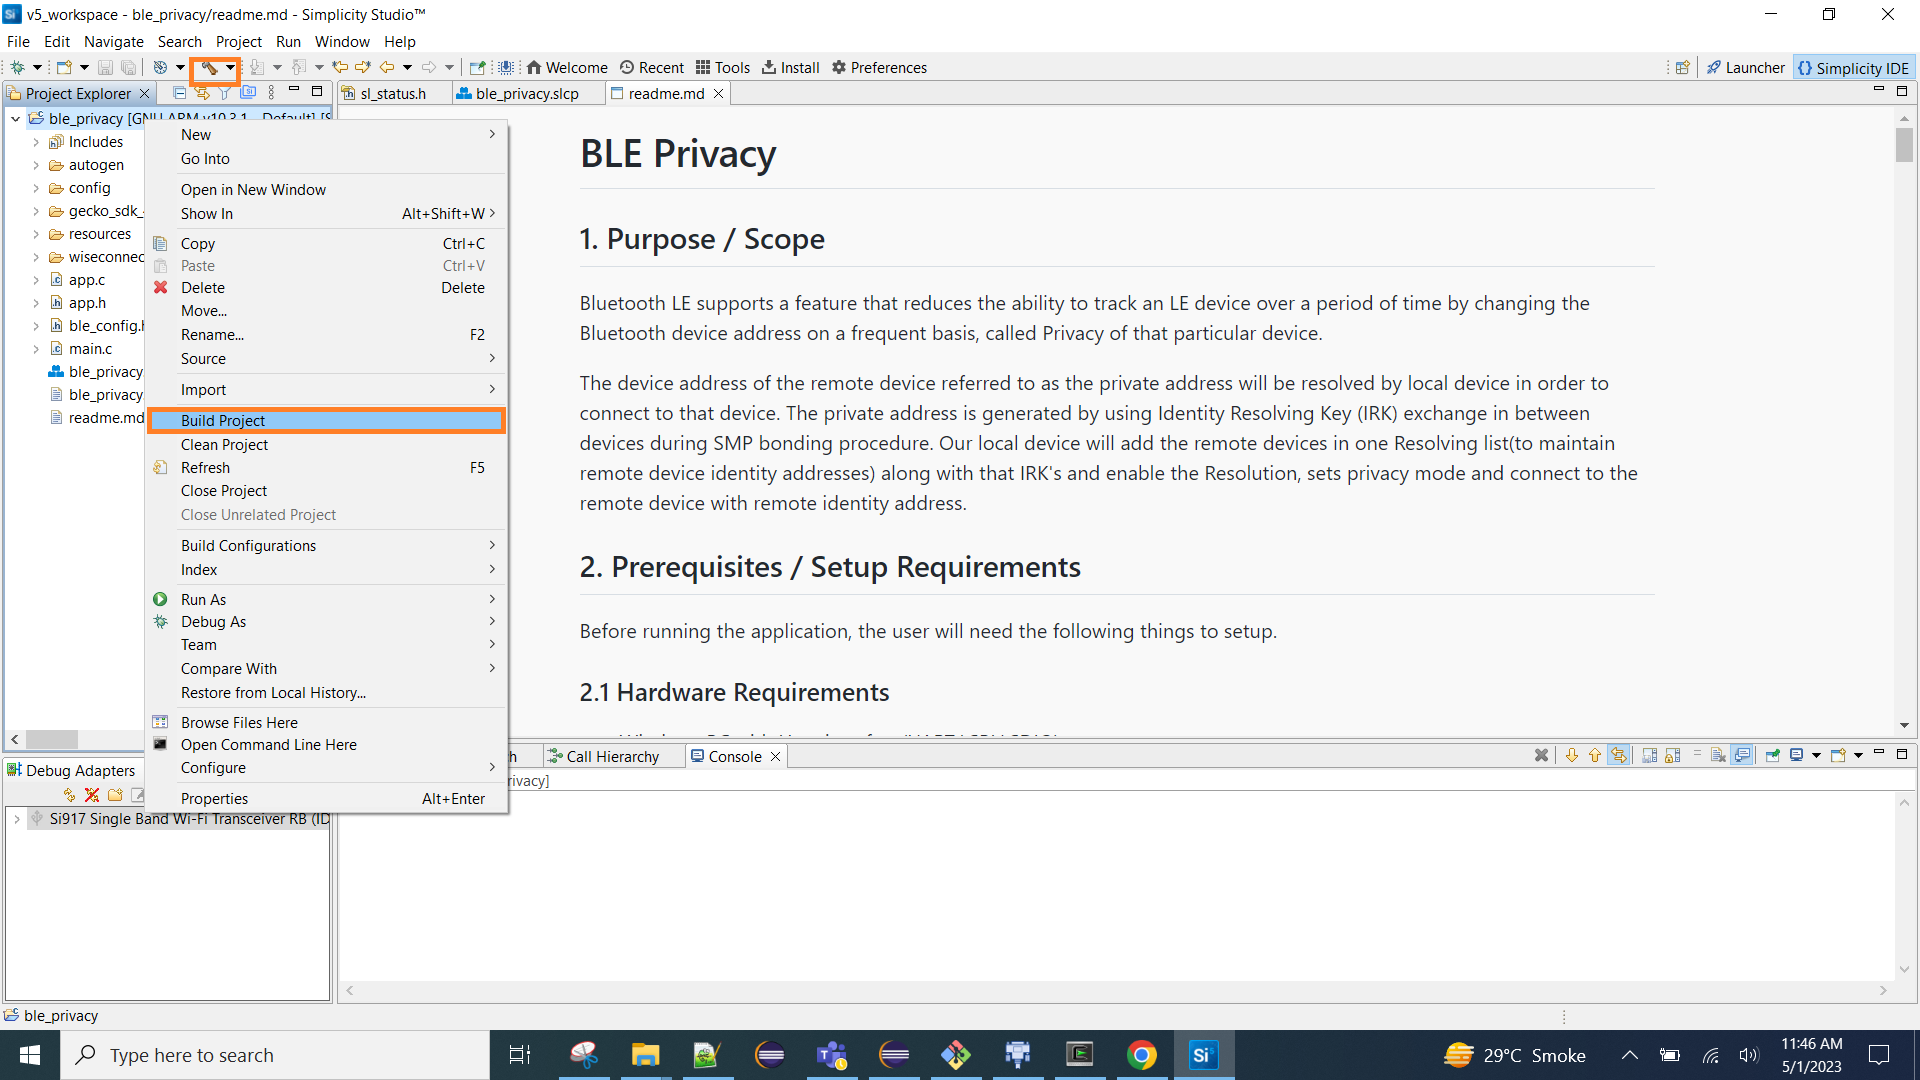 v5_workspace - ble_privacy/readme.md - Simplicity Studio™
File Edit Navigate Search Project Run Window Help
Welcome Recent Tools Install Preferences Launcher {} Simplicity IDE
Project Explorer
sl_status.h ble_privacy.slcp readme.md
ble_privacy [GNU ARM v10.3.1 - Default] [S
Includes
autogen
config
gecko_sdk_
resources
wiseconnec
app.c
app.h
ble_config.h
main.c
ble_privacy
ble_privacy
readme.md
New
Go Into
Open in New Window
Show In Alt+Shift+W
Copy Ctrl+C
Paste Ctrl+V
Delete Delete
Move...
Rename... F2
Source
Import
Build Project
Clean Project
Refresh F5
Close Project
Close Unrelated Project
Build Configurations
Index
Run As
Debug As
Team
Compare With
Restore from Local History...
Browse Files Here
Open Command Line Here
Configure
Properties Alt+Enter
BLE Privacy
1. Purpose / Scope
Bluetooth LE supports a feature that reduces the ability to track an LE device over a period of time by changing the
Bluetooth device address on a frequent basis, called Privacy of that particular device.
The device address of the remote device referred to as the private address will be resolved by local device in order to
connect to that device. The private address is generated by using Identity Resolving Key (IRK) exchange in between
devices during SMP bonding procedure. Our local device will add the remote devices in one Resolving list(to maintain
remote device identity addresses) along with that IRK's and enable the Resolution, sets privacy mode and connect to the
remote device with remote identity address.
2. Prerequisites / Setup Requirements
Before running the application, the user will need the following things to setup.
2.1 Hardware Requirements
h Call Hierarchy Console
rivacy]
Debug Adapters
Si917 Single Band Wi-Fi Transceiver RB (ID
ble_privacy
Type here to search
Si
29°C Smoke
11:46 AM
5/1/2023